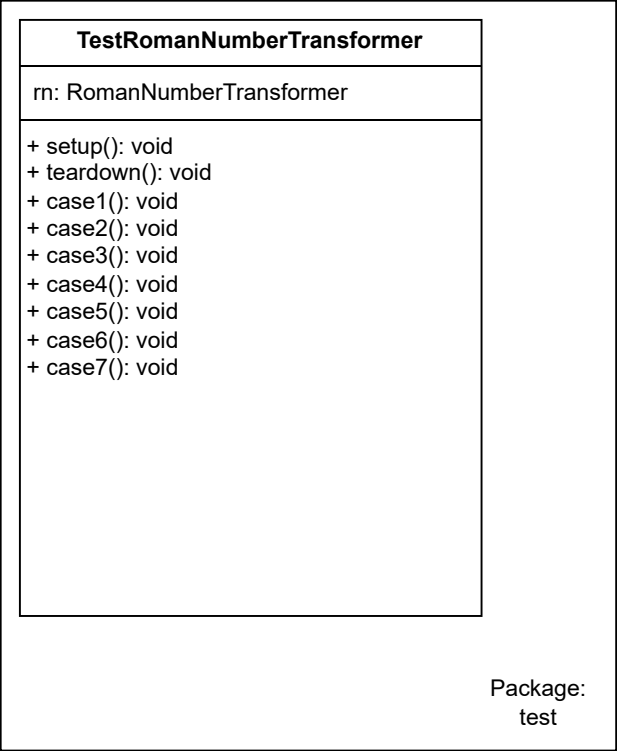 TestRomanNumberTransformer
rn: RomanNumberTransformer
+ setup(): void
+ teardown(): void
+ case1(): void
+ case2(): void
+ case3(): void
+ case4(): void
+ case5(): void
+ case6(): void
+ case7(): void
Package:
test